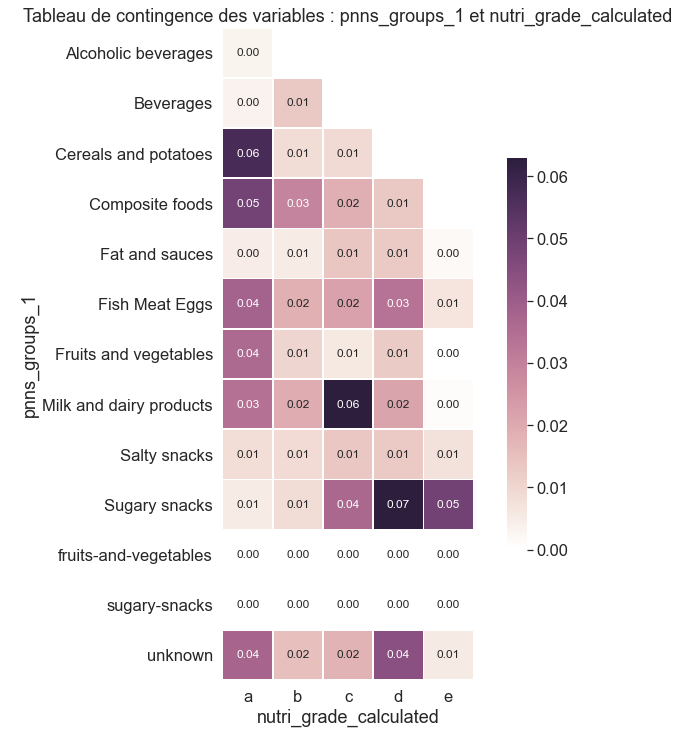 Tableau de contingence des variables : pnns_groups_1 et nutri_grade_calculated
Alcoholic beverages 0.00
Beverages 0.00 0.01
Cereals and potatoes 0.06 0.01 0.01
Composite foods 0.05 0.03 0.02 0.01
Fat and sauces 0.00 0.01 0.01 0.01 0.00
Fish Meat Eggs 0.04 0.02 0.02 0.03 0.01
Fruits and vegetables 0.04 0.01 0.01 0.01 0.00
Milk and dairy products 0.03 0.02 0.06 0.02 0.00
Salty snacks 0.01 0.01 0.01 0.01 0.01
Sugary snacks 0.01 0.01 0.04 0.07 0.05
fruits-and-vegetables 0.00 0.00 0.00 0.00 0.00
sugary-snacks 0.00 0.00 0.00 0.00 0.00
unknown 0.04 0.02 0.02 0.04 0.01
a b c d e
nutri_grade_calculated
pnns_groups_1
0.06
0.05
0.04
0.03
0.02
0.01
0.00